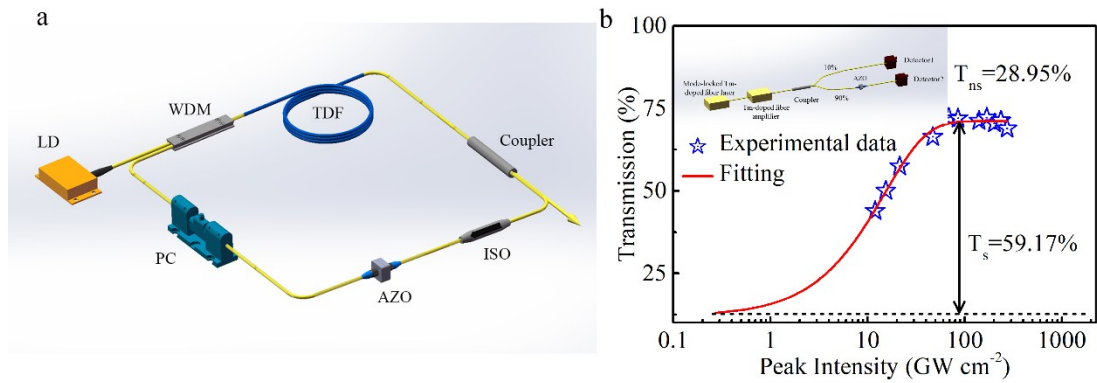 a
WDM
TDF
LD
Coupler
PC
AZO
ISO
b
100
75
50
25
Transmission (%)
10%
Detector1
AZO
Detector2
Mode-locked Tm-
doped fiber laser
Tm-doped fiber
amplifier
Coupler
90%
Tns=28.95%
Experimental data
Fitting
Ts=59.17%
0.1
1
10
100
1000
Peak Intensity (GW cm-2)